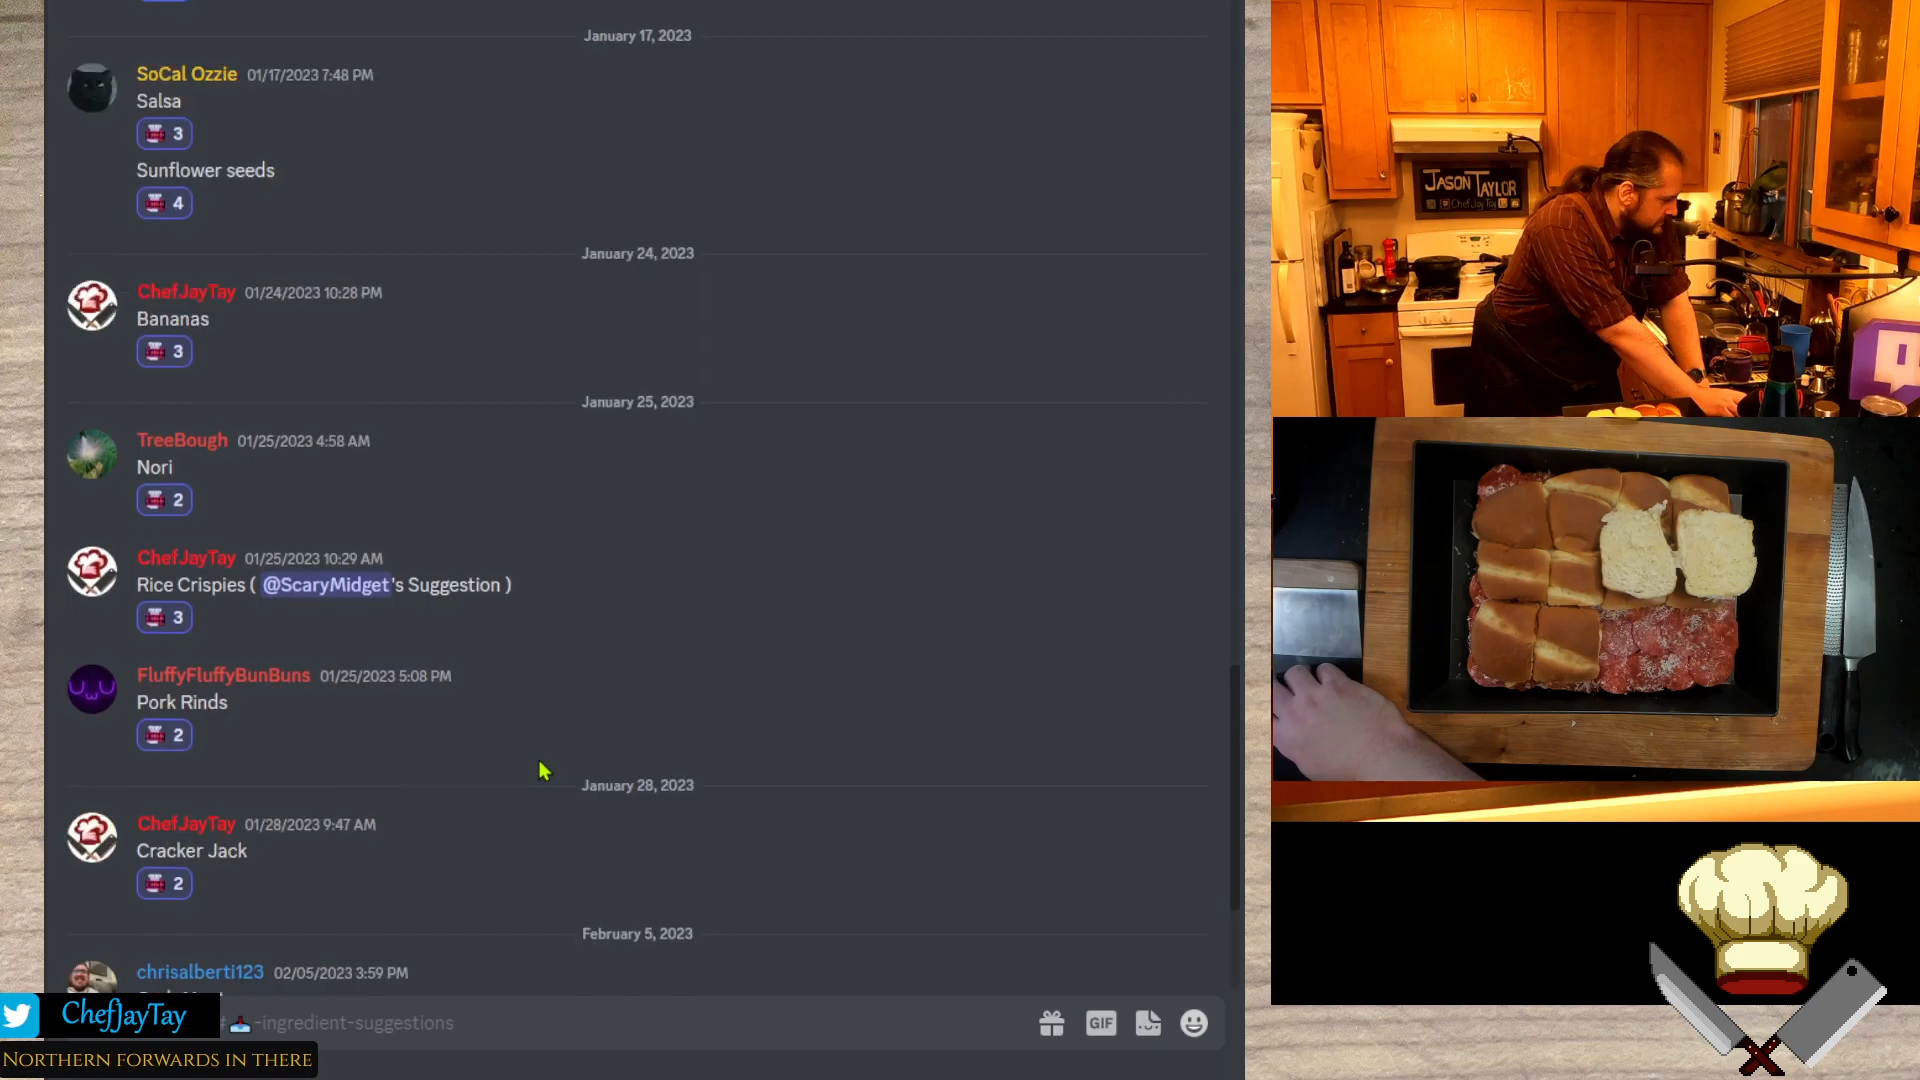 January 17, 2023
SoCal Ozzie 01/17/2023 7:48 PM
Salsa
3
Sunflower seeds
4
January 24, 2023
ChefJayTay 01/24/2023 10:28 PM
Bananas
3
January 25, 2023
TreeBough 01/25/2023 4:58 AM
Nori
2
ChefJayTay 01/25/2023 10:29 AM
Rice Crispies ( @ScaryMidget's Suggestion )
3
FluffyFluffyBunBuns 01/25/2023 5:08 PM
Pork Rinds
2
January 28, 2023
ChefJayTay 01/28/2023 9:47 AM
Cracker Jack
2
February 5, 2023
chrisalberti123 02/05/2023 3:59 PM
-ingredient-suggestions
GIF
ChefJayTay
NORTHERN FORWARDS IN THERE
JASON TAYLOR
ChefJayTay